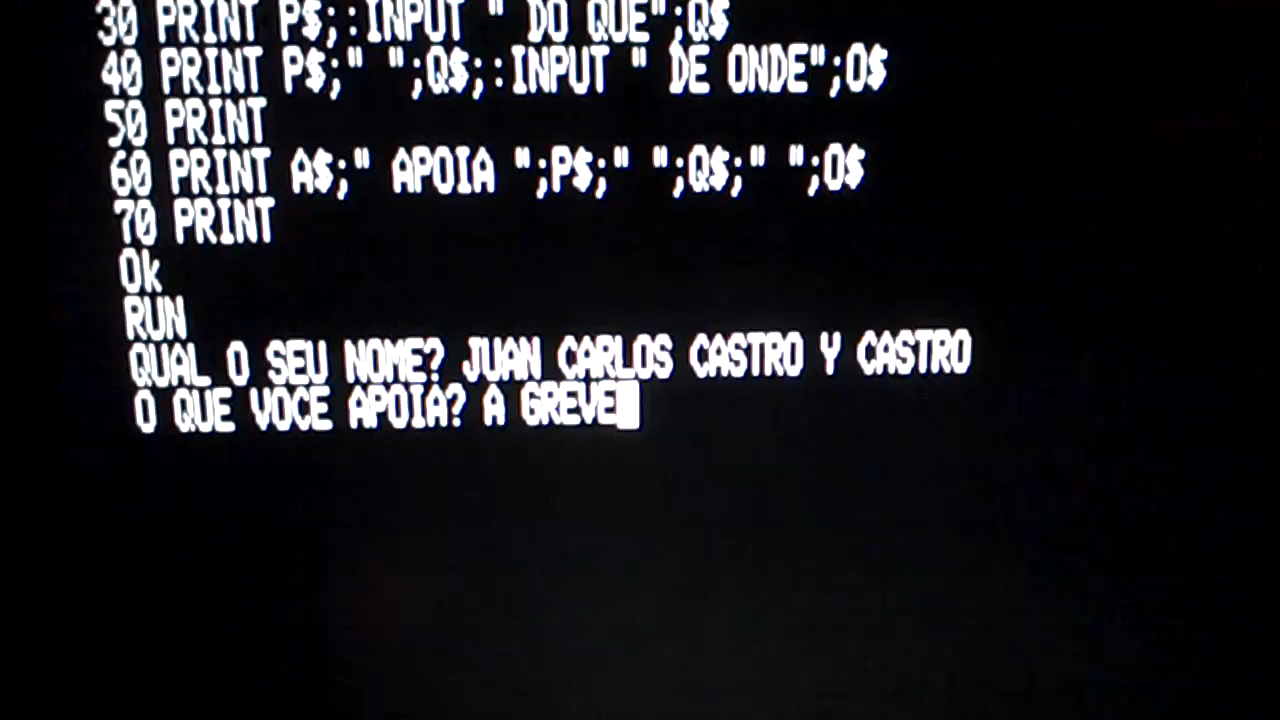 30 PRINT P$;:INPUT " DO QUE";Q$
40 PRINT P$;" ";Q$;:INPUT " DE ONDE";O$
50 PRINT
60 PRINT A$;" APOIA ";P$;" ";Q$;" ";O$
70 PRINT
Ok
RUN
QUAL O SEU NOME? JUAN CARLOS CASTRO Y CASTRO
O QUE VOCE APOIA? A GREVE